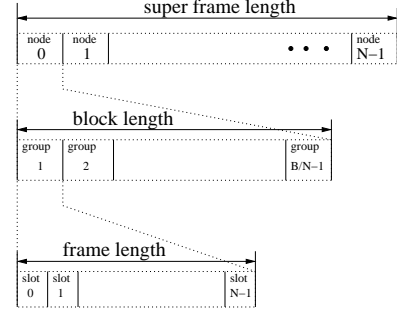 super frame length
node node node
0 1 • • • N−1
block length
group group group
1 2 B/N−1
frame length
slot slot slot
0 1 N−1